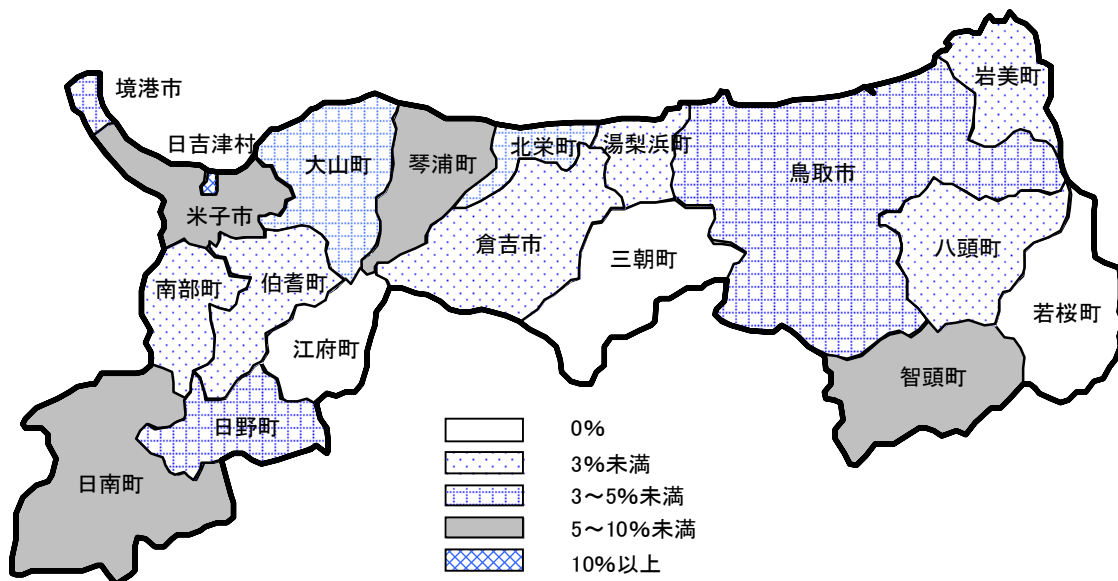 岩美町
境港市
日吉津村
大山町
琴浦町
北栄町
湯梨浜町
鳥取市
米子市
倉吉市
三朝町
八頭町
南部町
伯耆町
若桜町
江府町
智頭町
日野町
日南町
0%
3%未満
3~5%未満
5~10%未満
10%以上